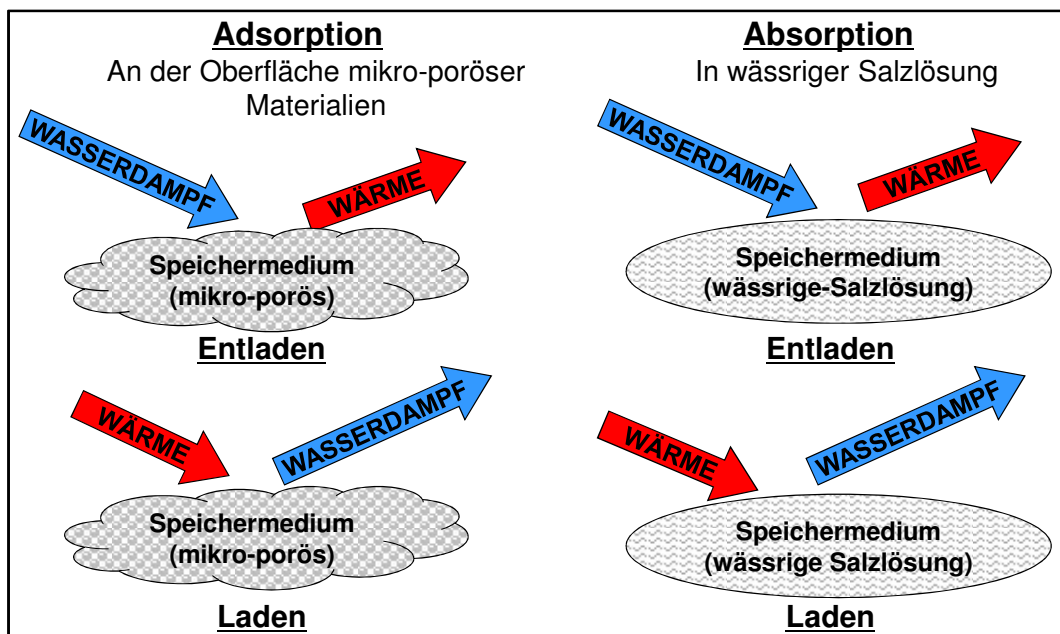 Adsorption
An der Oberfläche mikro-poröser
Materialien
WASSERDAMPF
WÄRME
Speichermedium
(mikro-porös)
Entladen
WÄRME
WASSERDAMPF
Speichermedium
(mikro-porös)
Laden
Absorption
In wässriger Salzlösung
WASSERDAMPF
WÄRME
Speichermedium
(wässrige-Salzlösung)
Entladen
WÄRME
WASSERDAMPF
Speichermedium
(wässrige Salzlösung)
Laden